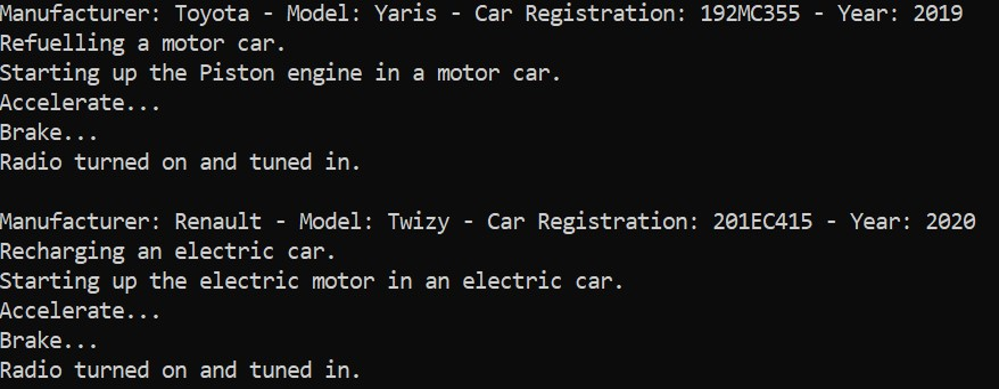 Manufacturer: Toyota - Model: Yaris - Car Registration: 192MC355 - Year: 2019
Refuelling a motor car.
Starting up the Piston engine in a motor car.
Accelerate...
Brake...
Radio turned on and tuned in.
Manufacturer: Renault - Model: Twizy - Car Registration: 201EC415 - Year: 2020
Recharging an electric car.
Starting up the electric motor in an electric car.
Accelerate...
Brake...
Radio turned on and tuned in.